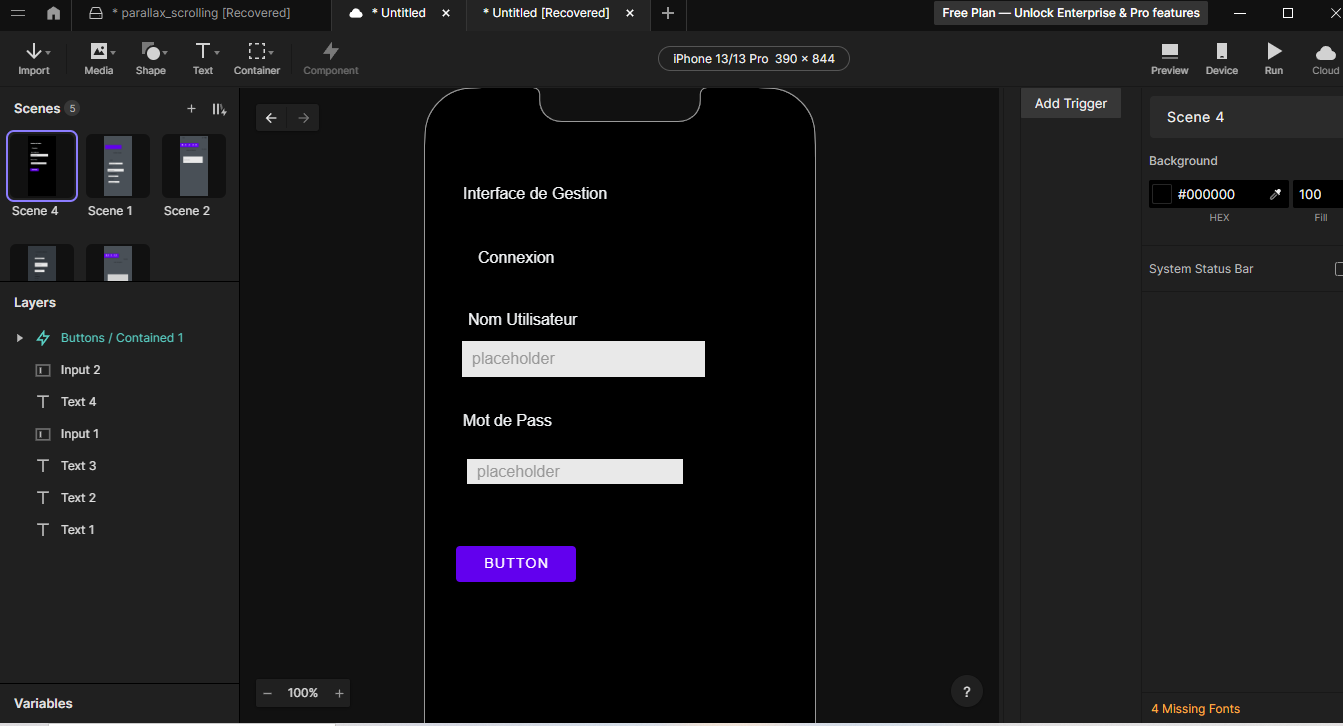 * parallax_scrolling [Recovered]
* Untitled
* Untitled [Recovered]
Free Plan — Unlock Enterprise & Pro features
Import
Media
Shape
Text
Container
Component
iPhone 13/13 Pro 390 × 844
Preview
Device
Run
Cloud
Scenes 5
Scene 4
Scene 1
Scene 2
Layers
Buttons / Contained 1
Input 2
Text 4
Input 1
Text 3
Text 2
Text 1
Variables
Interface de Gestion
Connexion
Nom Utilisateur
placeholder
Mot de Pass
placeholder
BUTTON
100%
?
Add Trigger
Scene 4
Background
#000000
100
HEX
Fill
System Status Bar
4 Missing Fonts